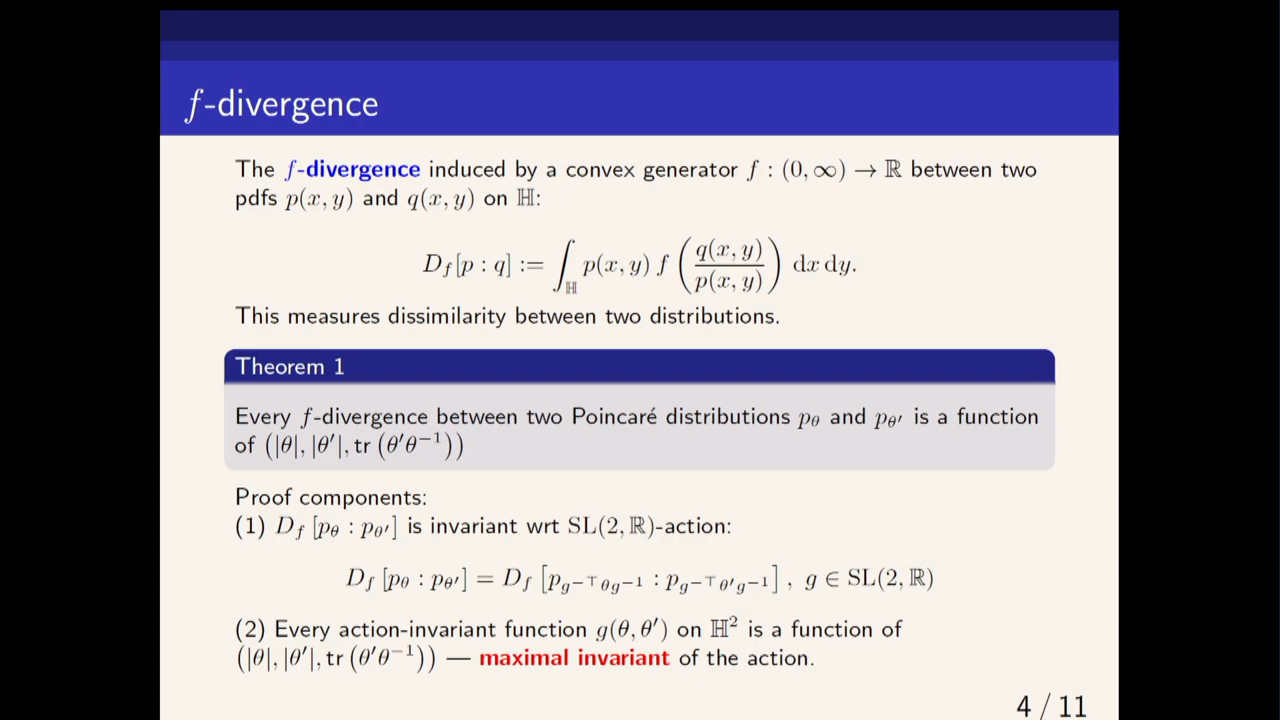 f-divergence
The f-divergence induced by a convex generator f : (0, ∞) → ℝ between two
pdfs p(x, y) and q(x, y) on ℍ:
D_f[p : q] := ∫_ℍ p(x, y) f (q(x, y) / p(x, y)) dx dy.
This measures dissimilarity between two distributions.
Theorem 1
Every f-divergence between two Poincaré distributions p_θ and p_θ′ is a function
of (|θ|, |θ′|, tr (θ′θ⁻¹))
Proof components:
(1) D_f [p_θ : p_θ′] is invariant wrt SL(2, ℝ)-action:
D_f [p_θ : p_θ′] = D_f [p_{g^{−⊤}θg^{−1}} : p_{g^{−⊤}θ′g^{−1}}] , g ∈ SL(2, ℝ)
(2) Every action-invariant function g(θ, θ′) on ℍ² is a function of
(|θ|, |θ′|, tr (θ′θ⁻¹)) — maximal invariant of the action.
4 / 11